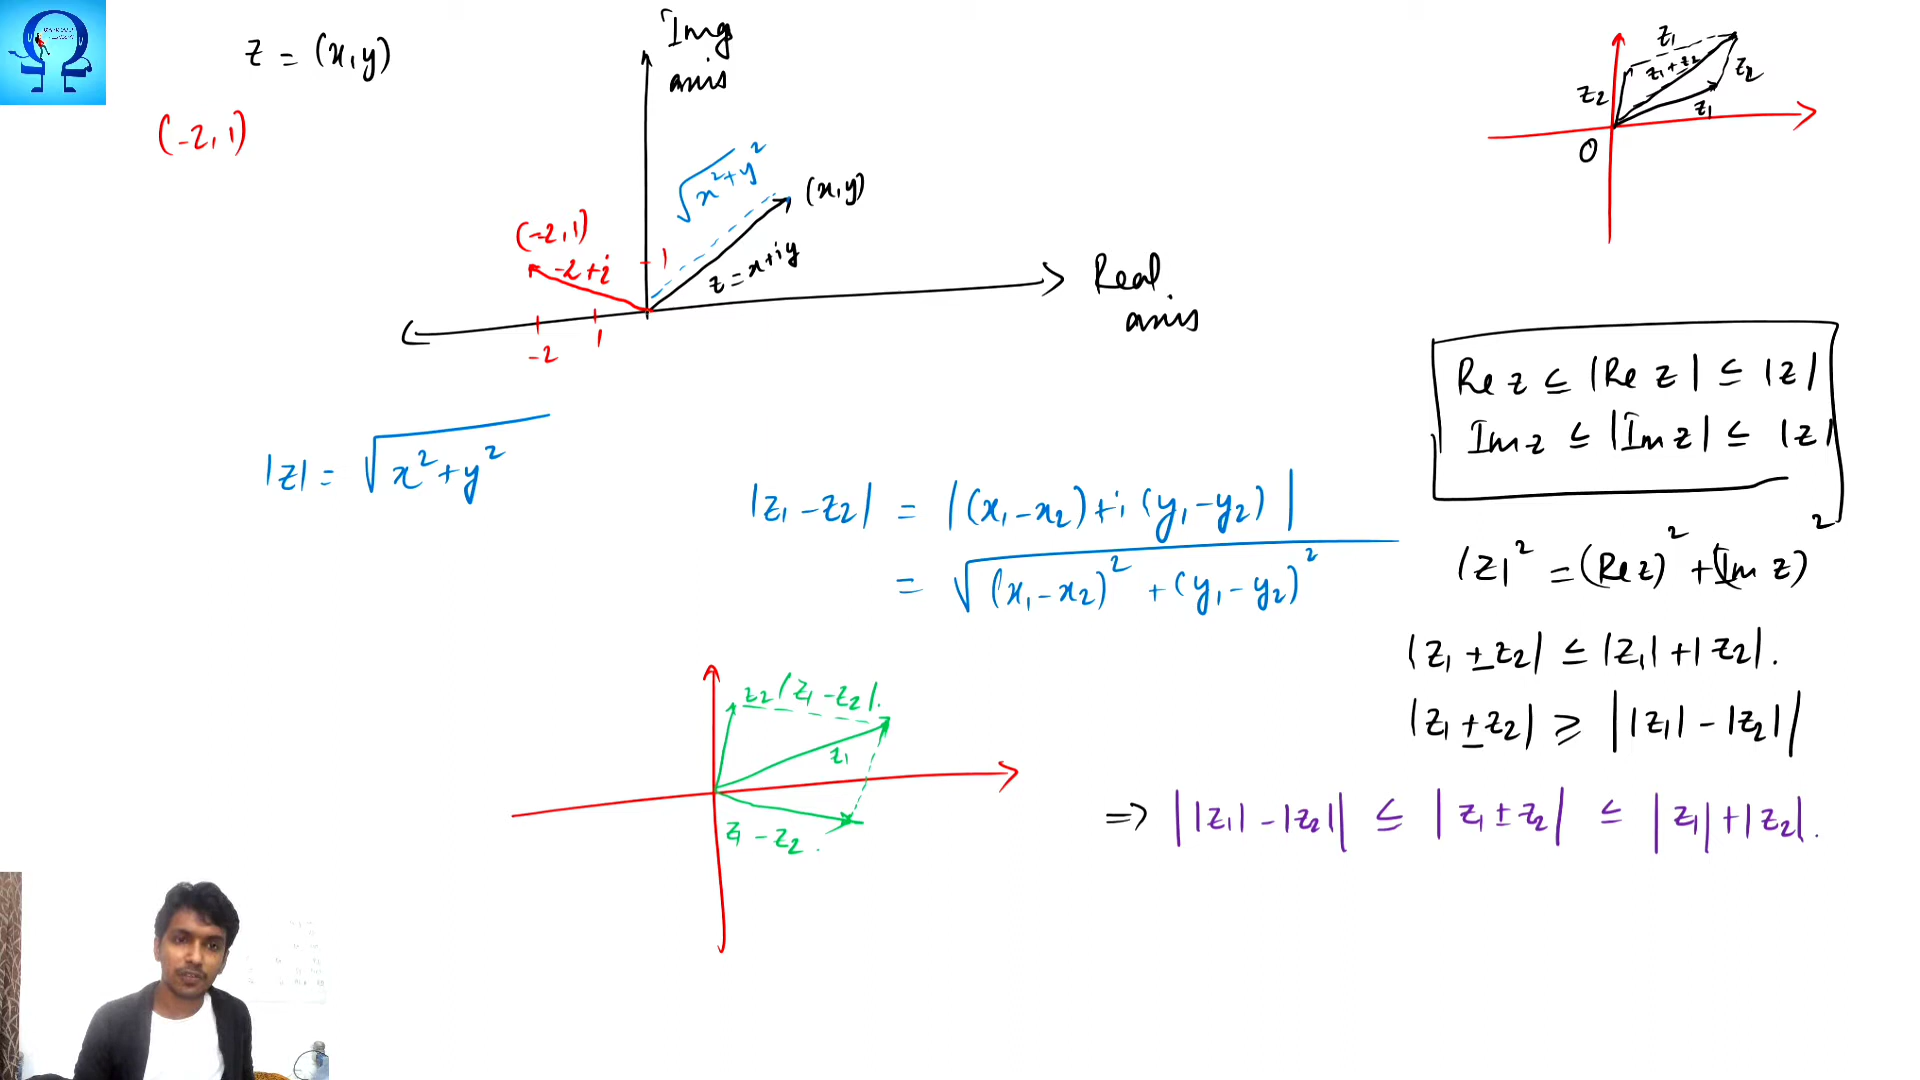 z = (x,y)
(-2,1)
Img
axis
√x²+y²
(x,y)
z=x+iy
(-2,1)
-2+i
1
-2
1
Real
axis
z₁
z₁+z₂
z₂
z₂
z₁
O
Re z ≤ |Re z| ≤ |z|
Im z ≤ |Im z| ≤ |z|
|z| = √x²+y²
|z₁-z₂| = |(x₁-x₂)+i(y₁-y₂)|
= √(x₁-x₂)²+(y₁-y₂)²
|z|² = (Re z)²+(Im z)²
|z₁±z₂| ≤ |z₁|+|z₂|.
|z₁±z₂| ≥ ||z₁|-|z₂||
z₂ |z₁-z₂|.
z₁
z₁-z₂.
⇒ ||z₁|-|z₂|| ≤ |z₁±z₂| ≤ |z₁|+|z₂|.